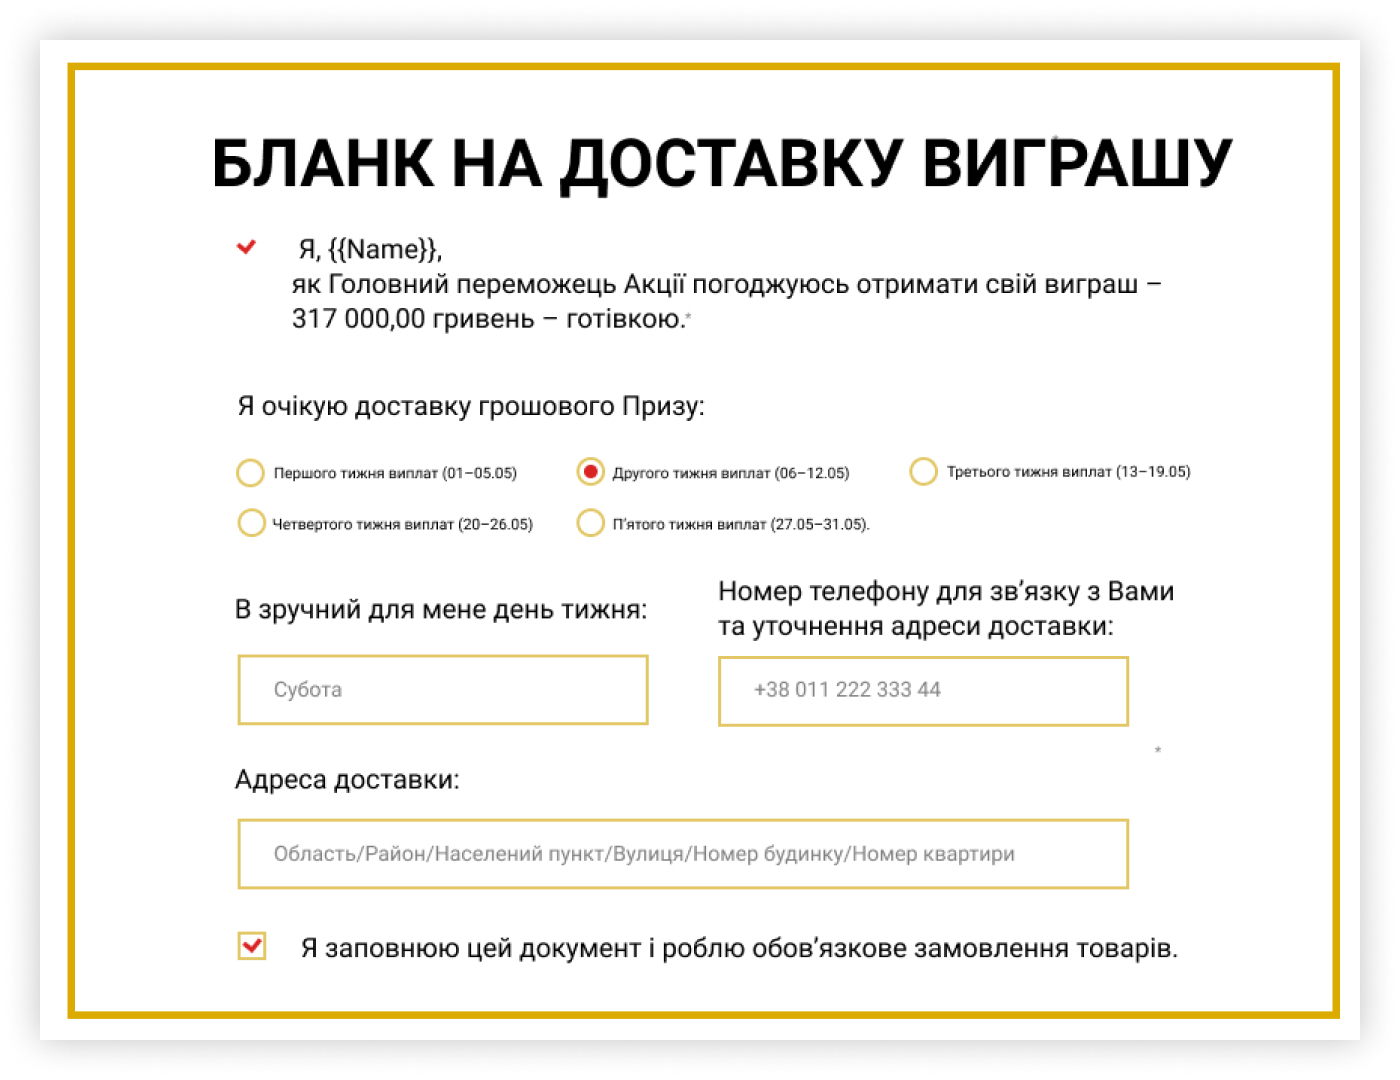 БЛАНК НА ДОСТАВКУ ВИГРАШУ*
Я, {{Name}},
як Головний переможець Акції погоджуюсь отримати свій виграш –
317 000,00 гривень – готівкою.*
Я очікую доставку грошового Призу:
Першого тижня виплат (01–05.05)
Другого тижня виплат (06–12.05)
Третього тижня виплат (13–19.05)
Четвертого тижня виплат (20–26.05)
П’ятого тижня виплат (27.05–31.05).
В зручний для мене день тижня:
Субота
Номер телефону для зв’язку з Вами
та уточнення адреси доставки:
+38 011 222 333 44
*
Адреса доставки:
Область/Район/Населений пункт/Вулиця/Номер будинку/Номер квартири
Я заповнюю цей документ і роблю обов’язкове замовлення товарів.